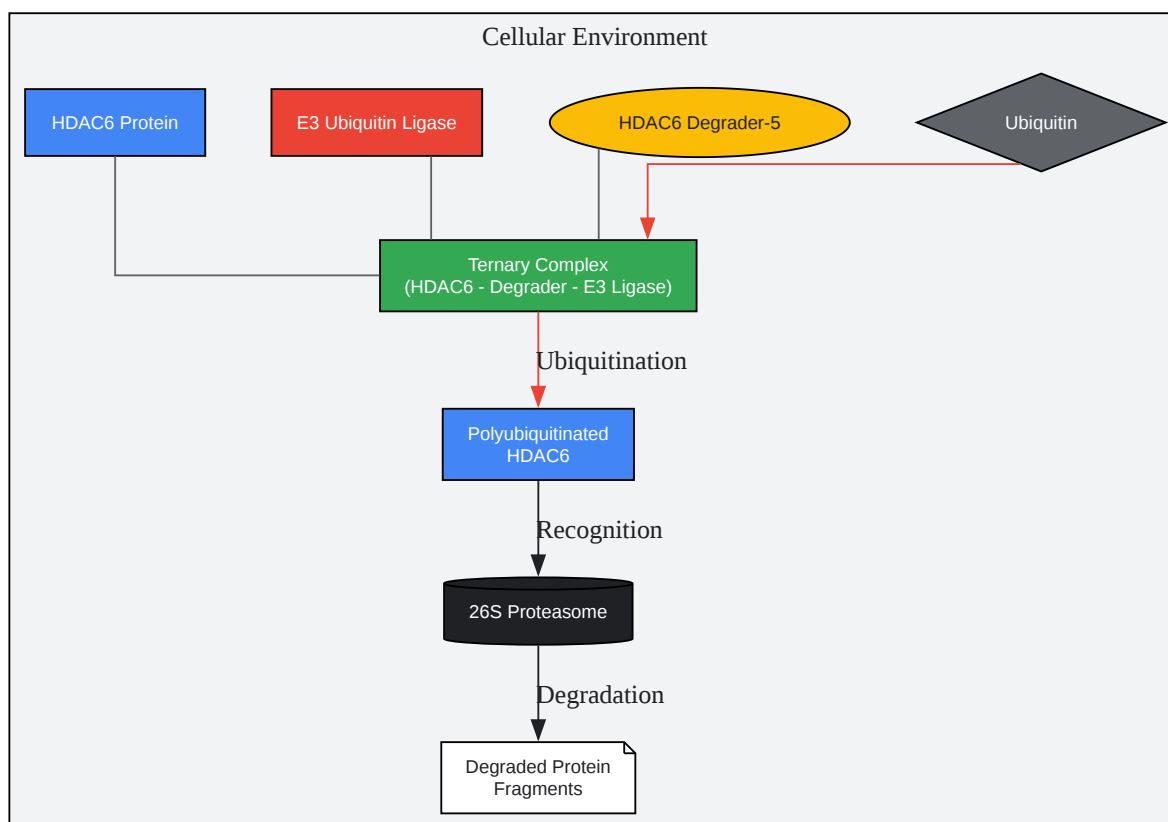 Cellular Environment
HDAC6 Protein
E3 Ubiquitin Ligase
HDAC6 Degrader-5
Ubiquitin
Ternary Complex
(HDAC6 - Degrader - E3 Ligase)
Ubiquitination
Polyubiquitinated
HDAC6
Recognition
26S Proteasome
Degradation
Degraded Protein
Fragments